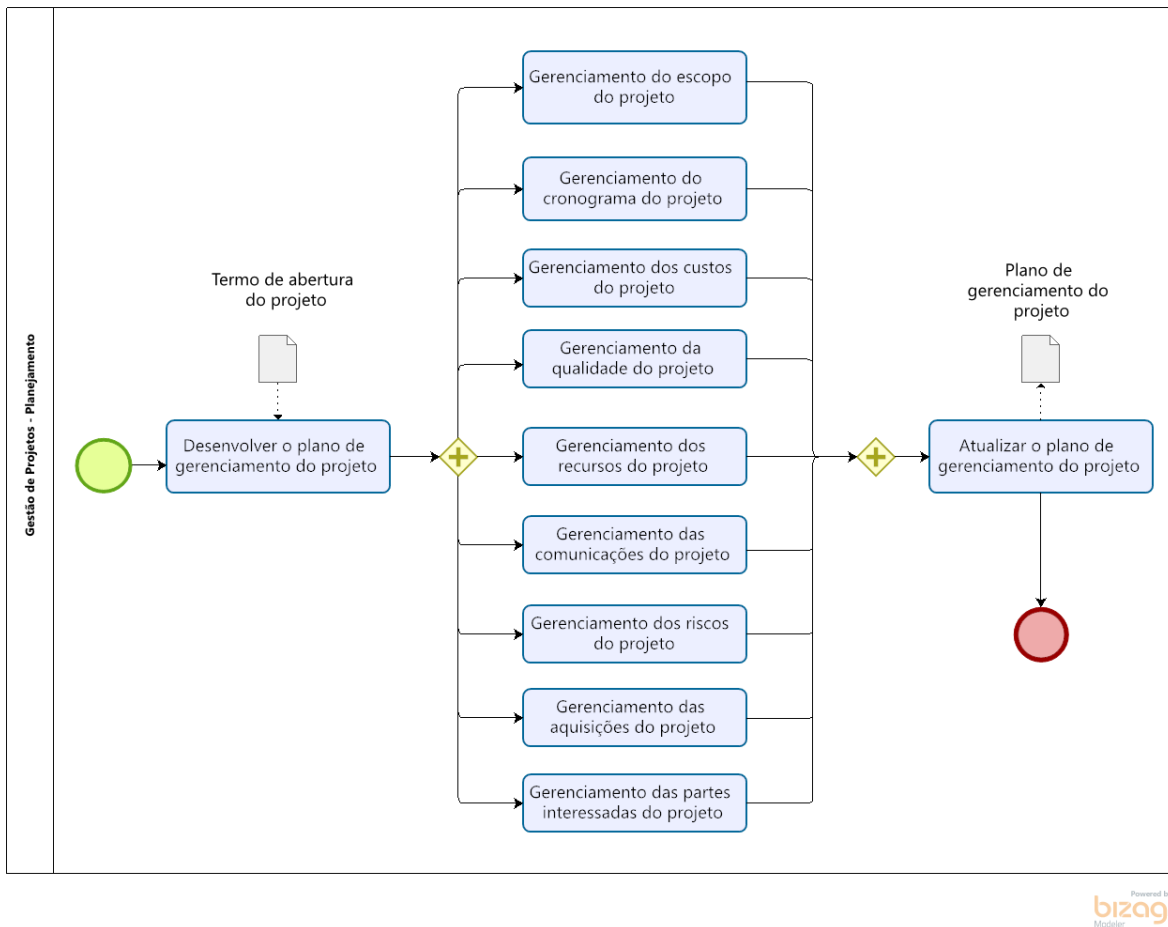 Gestão de Projetos - Planejamento
Termo de abertura
do projeto
Desenvolver o plano de
gerenciamento do projeto
Gerenciamento do escopo
do projeto
Gerenciamento do
cronograma do projeto
Gerenciamento dos custos
do projeto
Gerenciamento da
qualidade do projeto
Gerenciamento dos
recursos do projeto
Gerenciamento das
comunicações do projeto
Gerenciamento dos riscos
do projeto
Gerenciamento das
aquisições do projeto
Gerenciamento das partes
interessadas do projeto
Plano de
gerenciamento do
projeto
Atualizar o plano de
gerenciamento do projeto
Powered by
bizagi
Modeler